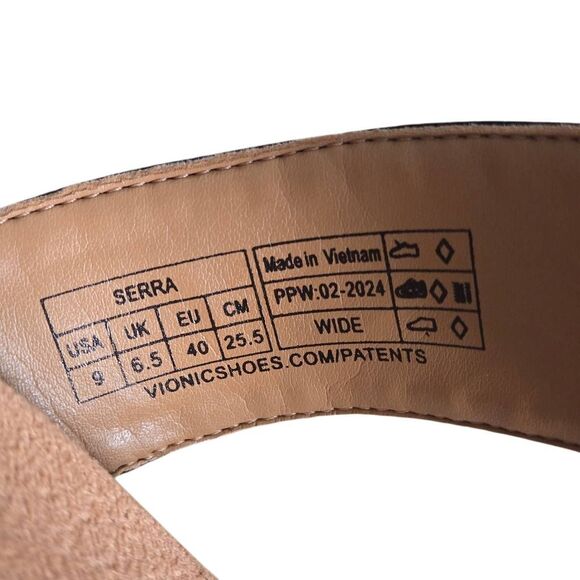 SERRA
USA UK EU CM
9 6.5 40 25.5
Made in Vietnam
PPW:02-2024
WIDE
VIONICSHOES.COM/PATENTS